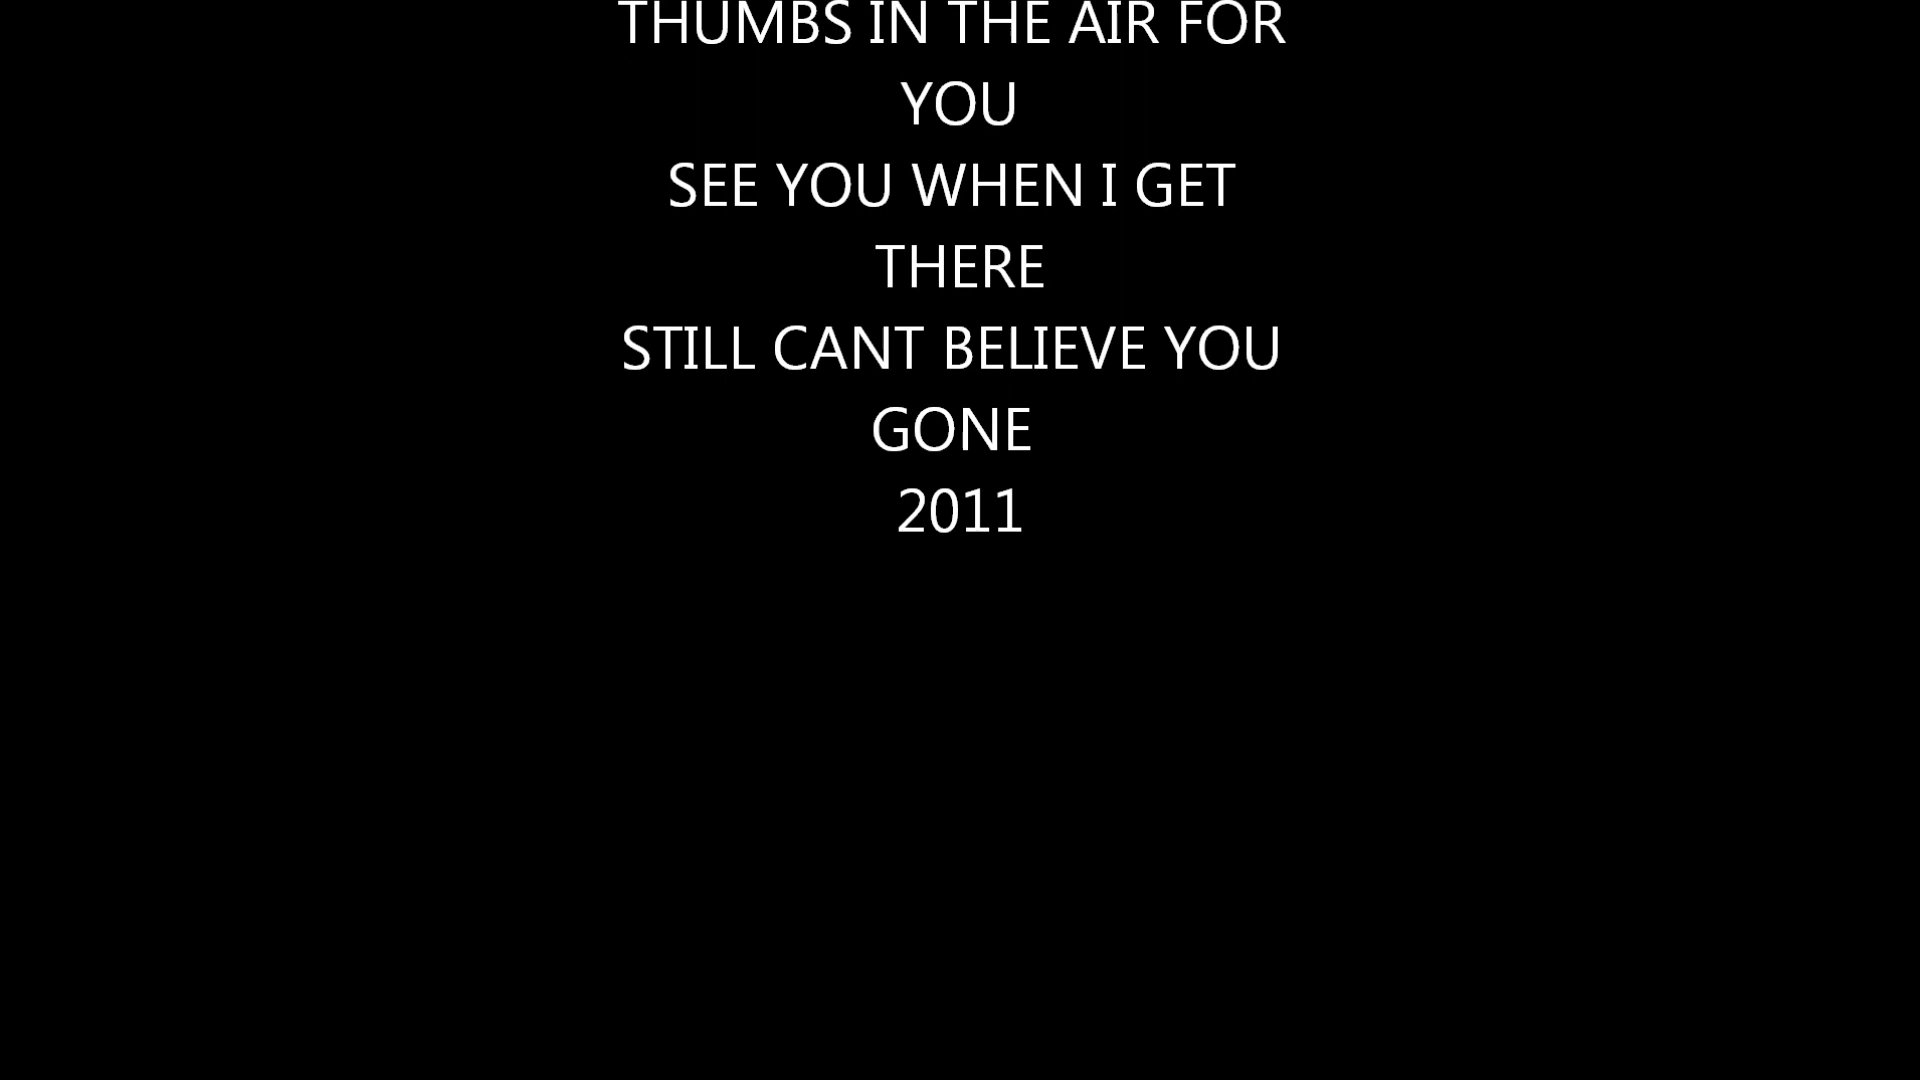 THUMBS IN THE AIR FOR
YOU
SEE YOU WHEN I GET
THERE
STILL CANT BELIEVE YOU
GONE
2011